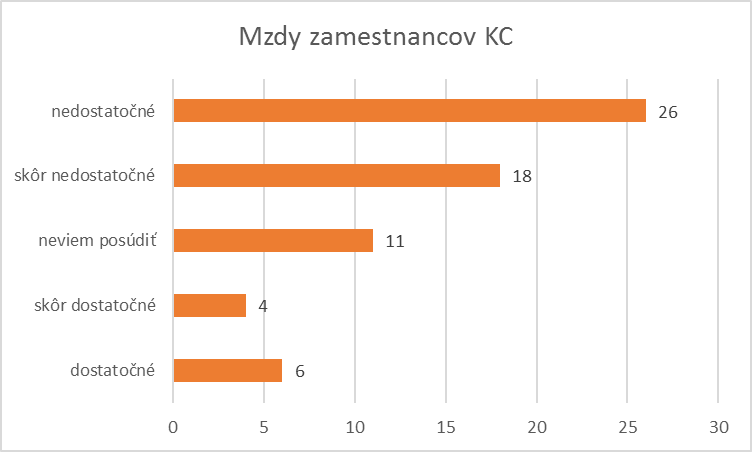 Mzdy zamestnancov KC
nedostatočné 26
skôr nedostatočné 18
neviem posúdiť 11
skôr dostatočné 4
dostatočné 6
0 5 10 15 20 25 30